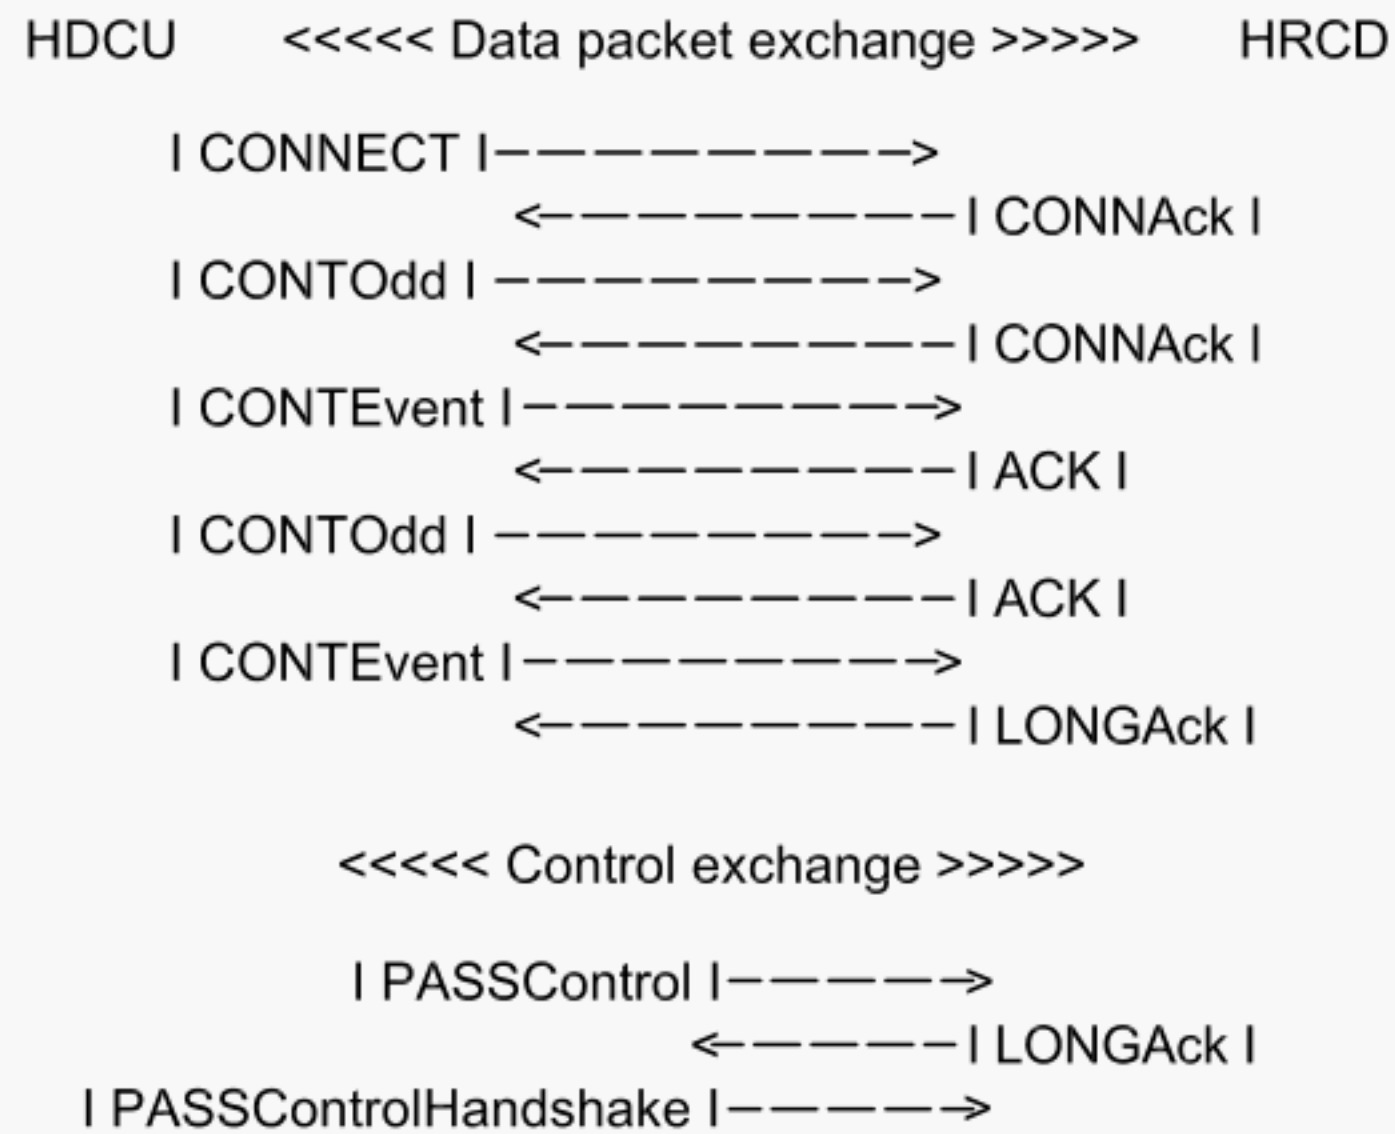 HDCU <<<<< Data packet exchange >>>>> HRCD
| CONNECT |————————>
<————————| CONNAck |
| CONTOdd | ————————>
<————————| CONNAck |
| CONTEvent |————————>
<————————| ACK |
| CONTOdd | ————————>
<————————| ACK |
| CONTEvent |————————>
<————————| LONGAck |
<<<<< Control exchange >>>>>
| PASSControl |—————>
<—————| LONGAck |
| PASSControlHandshake |—————>